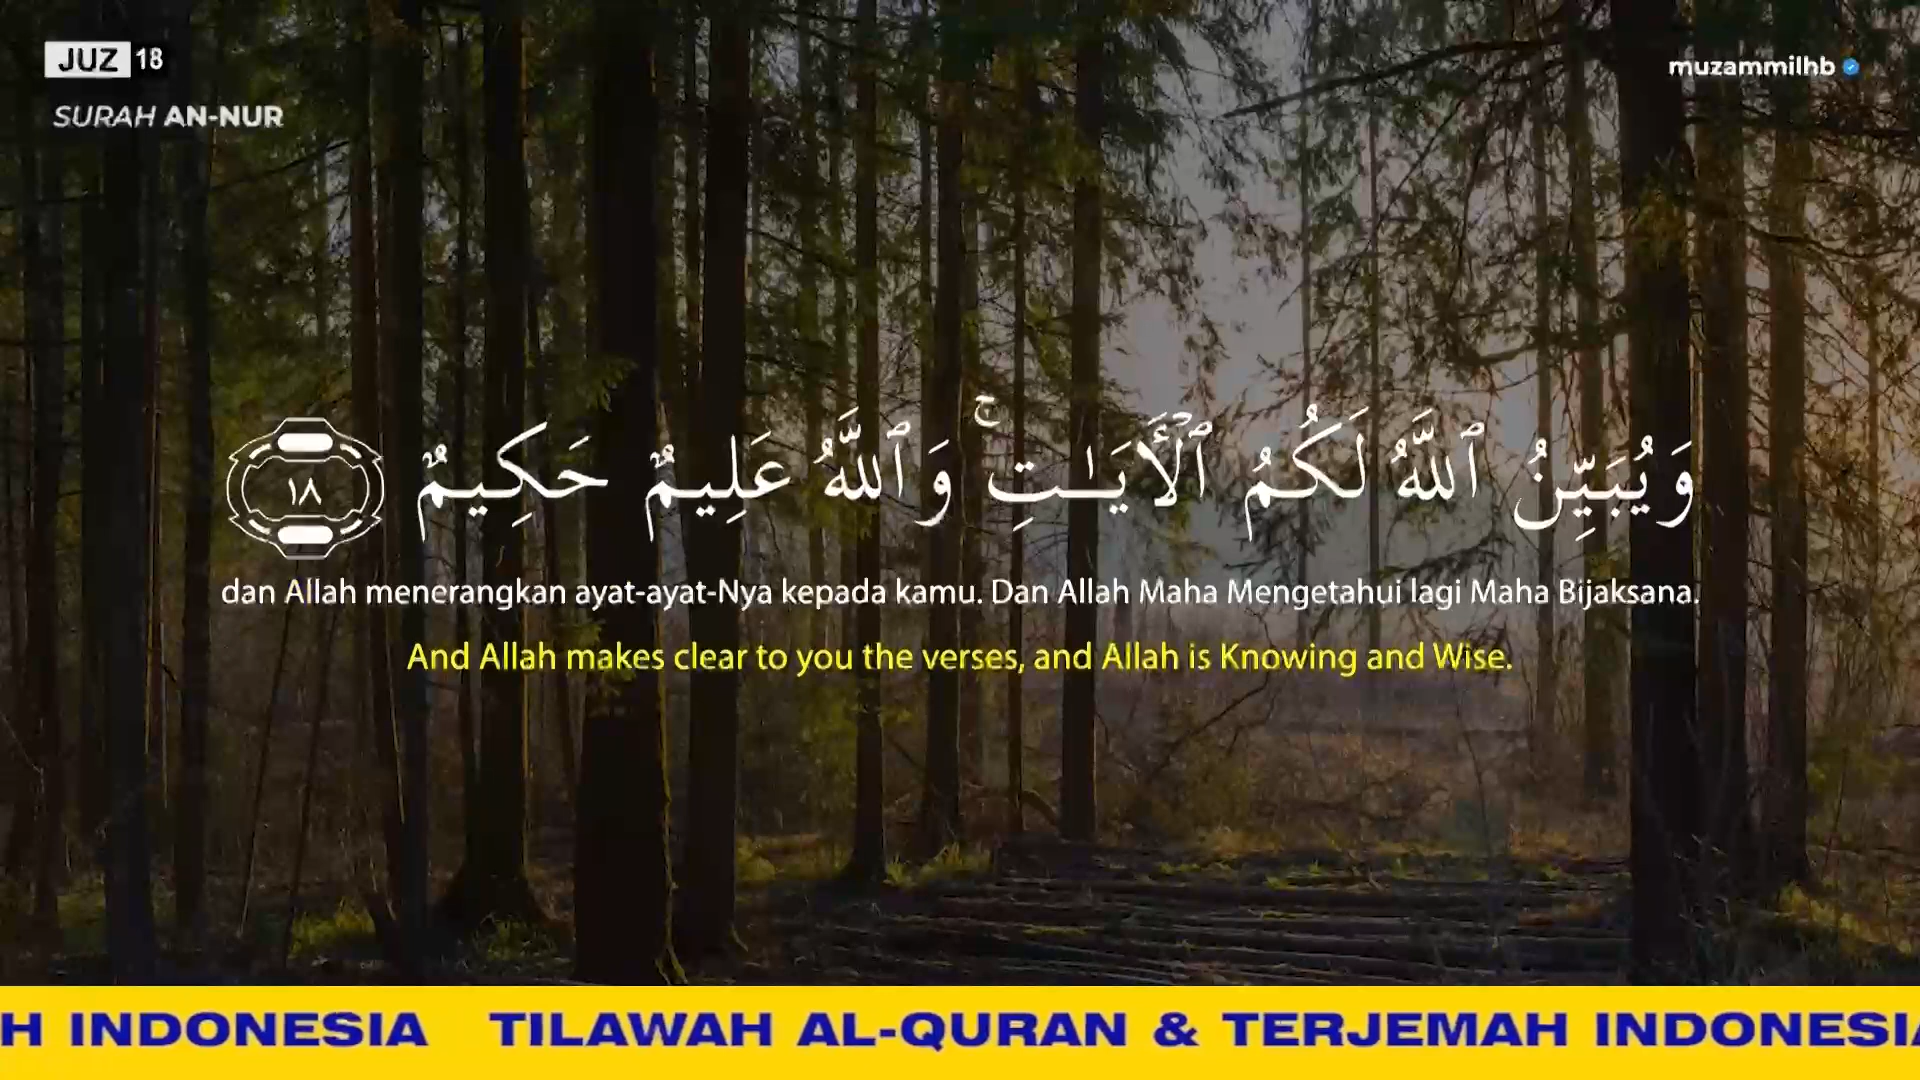 JUZ 18
muzammilhb
SURAH AN-NUR
وَيُبَيِّنُ ٱللَّهُ لَكُمُ ٱلْأَيَـٰتِ ۚ وَٱللَّهُ عَلِيمٌ حَكِيمٌ ١٨
dan Allah menerangkan ayat-ayat-Nya kepada kamu. Dan Allah Maha Mengetahui lagi Maha Bijaksana.
And Allah makes clear to you the verses, and Allah is Knowing and Wise.
H INDONESIA TILAWAH AL-QURAN & TERJEMAH INDONESIA